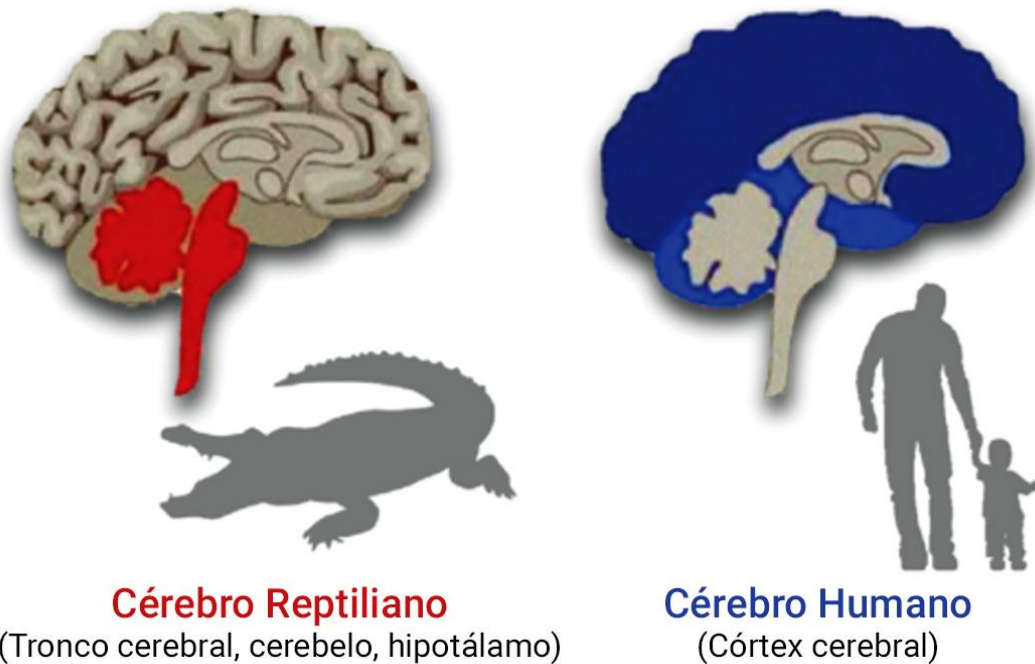 Cérebro Reptiliano
(Tronco cerebral, cerebelo, hipotálamo)
Cérebro Humano
(Córtex cerebral)